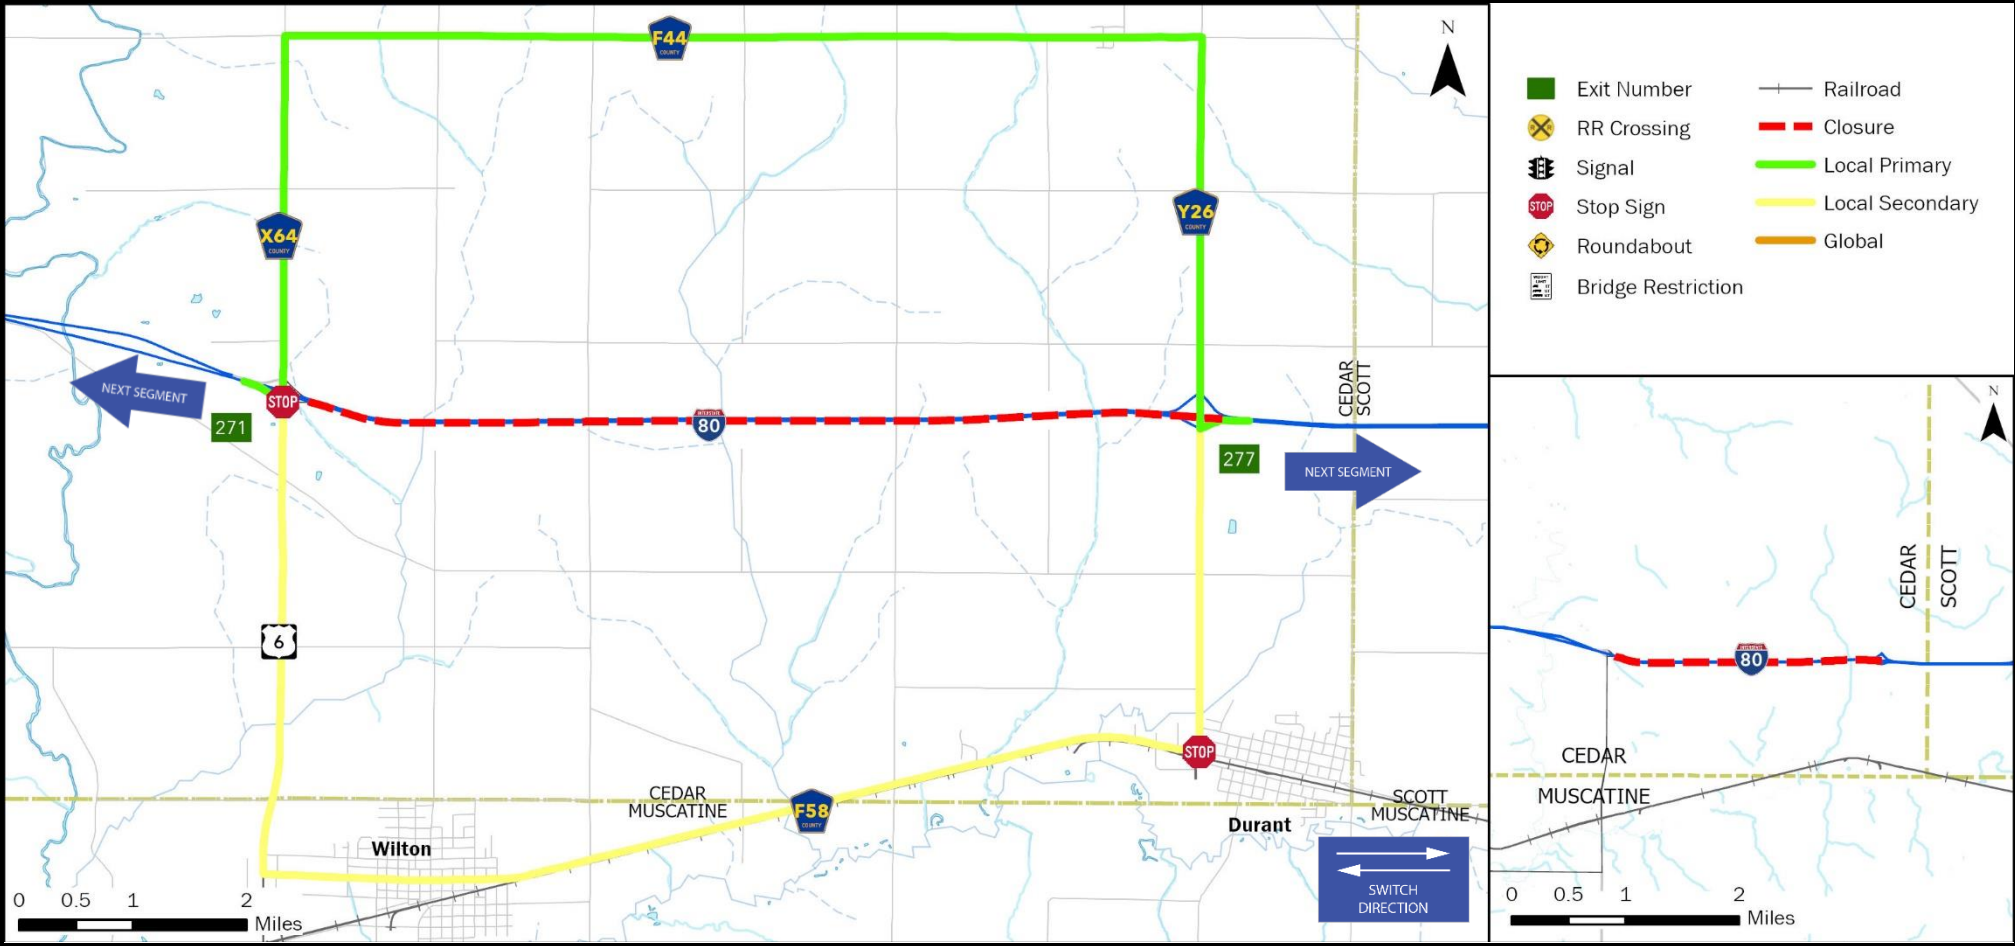 F44
COUNTY
N
X64
COUNTY
Y26
COUNTY
CEDAR
SCOTT
NEXT SEGMENT
STOP
271
INTERSTATE
80
277
NEXT SEGMENT
6
STOP
CEDAR
MUSCATINE
F58
COUNTY
SCOTT
MUSCATINE
Wilton
Durant
SWITCH
DIRECTION
0 0.5 1 2
Miles
Exit Number
RR Crossing
Signal
STOP Stop Sign
Roundabout
Bridge Restriction
Railroad
Closure
Local Primary
Local Secondary
Global
N
CEDAR
SCOTT
INTERSTATE
80
CEDAR
MUSCATINE
0 0.5 1 2
Miles